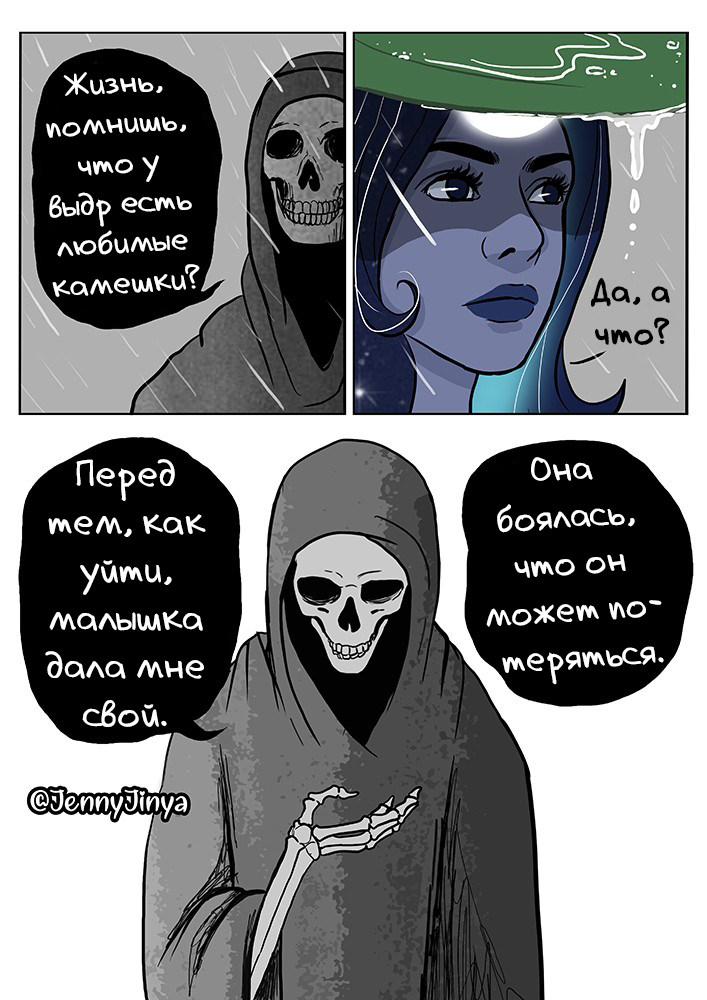 Жизнь,
помнишь,
что у
выдр есть
любимые
камешки?
Да, а
что?
Перед
тем, как
уйти,
малышка
дала мне
свой.
Она
боялась,
что он
может по-
теряться.
@JennyJinya